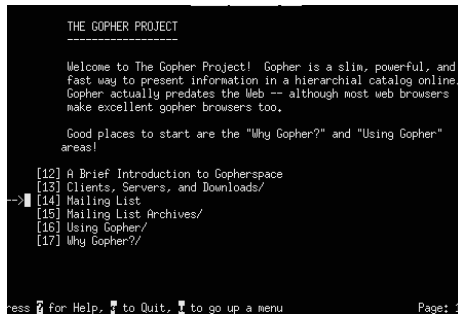 THE GOPHER PROJECT
------------------
Welcome to The Gopher Project! Gopher is a slim, powerful, and
fast way to present information in a hierarchial catalog online.
Gopher actually predates the Web -- although most web browsers
make excellent gopher browsers too.
Good places to start are the "Why Gopher?" and "Using Gopher"
areas!
[12] A Brief Introduction to Gopherspace
[13] Clients, Servers, and Downloads/
--> [14] Mailing List
[15] Mailing List Archives/
[16] Using Gopher/
[17] Why Gopher?/
ress ? for Help, to Quit, to go up a menu Page: 1